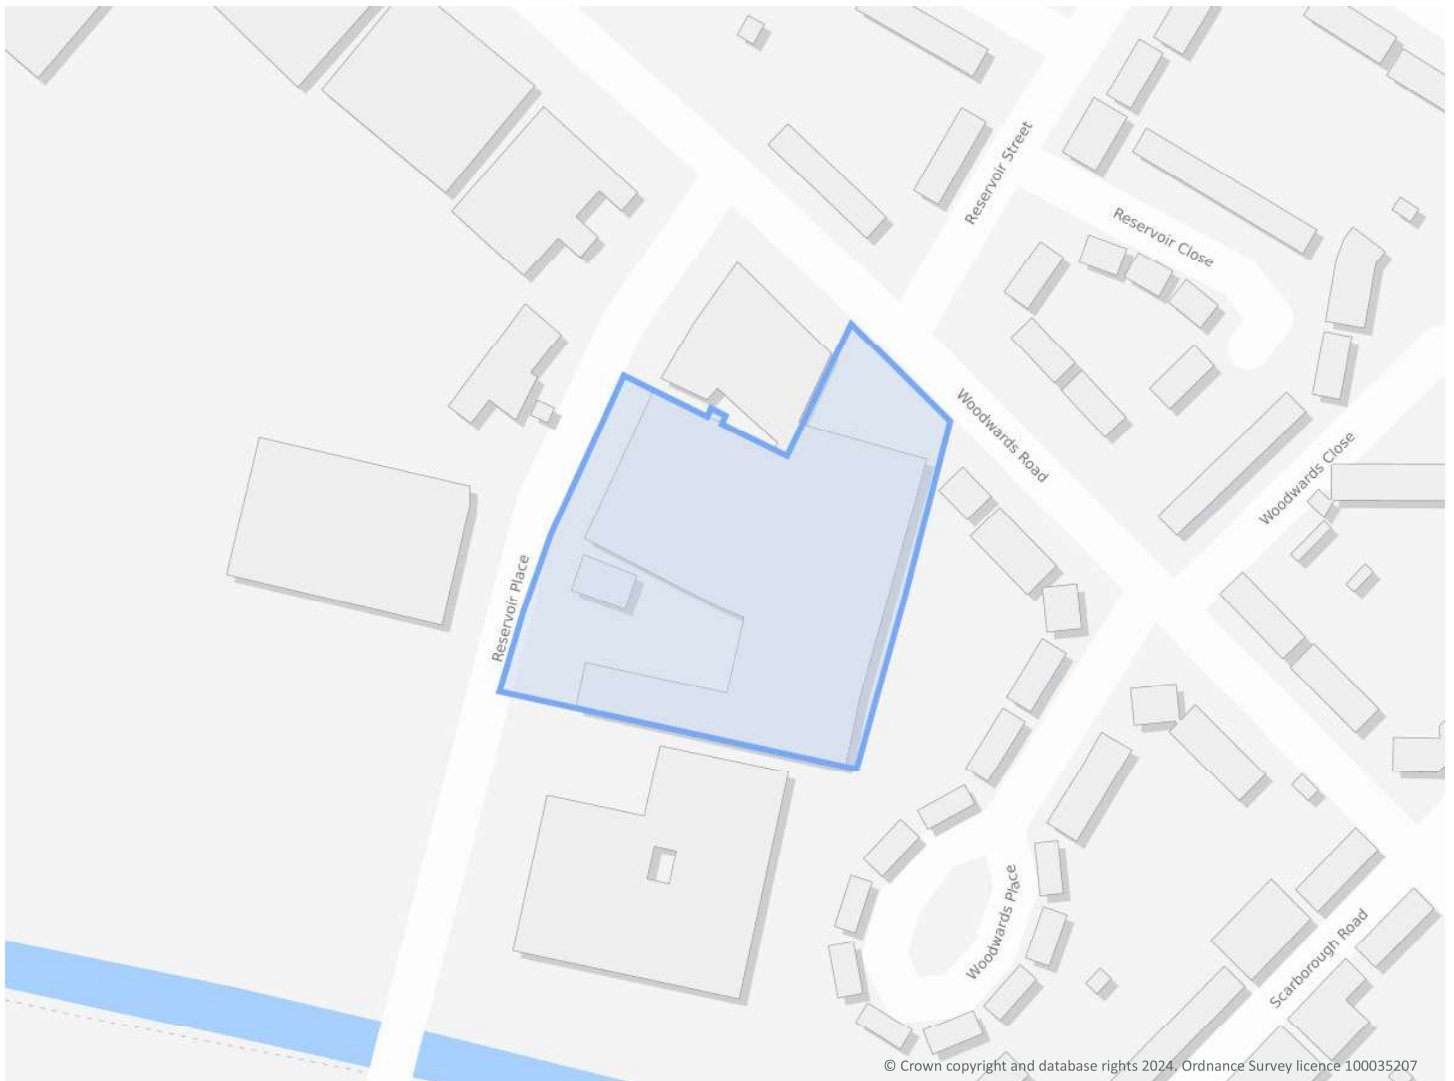 Reservoir Street
Reservoir Close
Woodwards Road
Woodwards Close
Reservoir Place
Woodwards Place
Scarborough Road
© Crown copyright and database rights 2024. Ordnance Survey licence 100035207